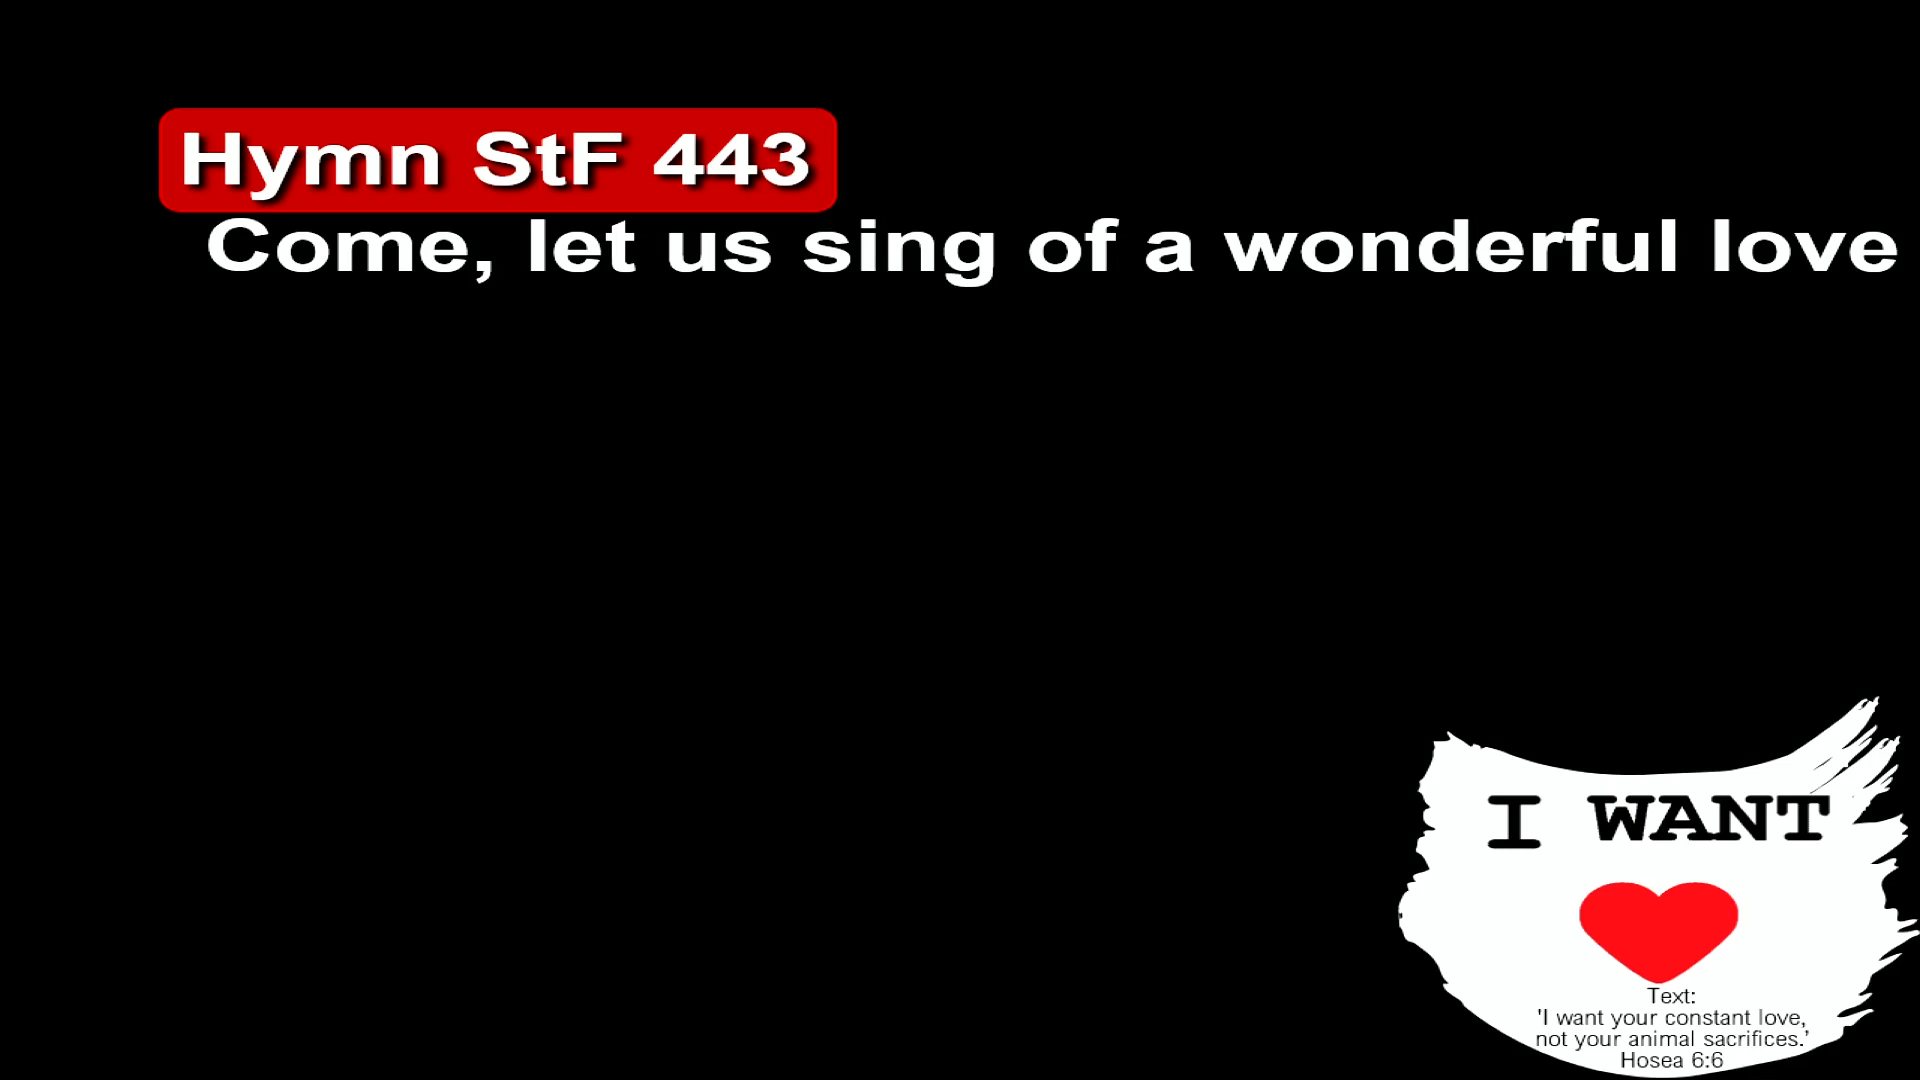 Hymn StF 443
Come, let us sing of a wonderful love
I WANT
Text:
'I want your constant love,
not your animal sacrifices.'
Hosea 6:6